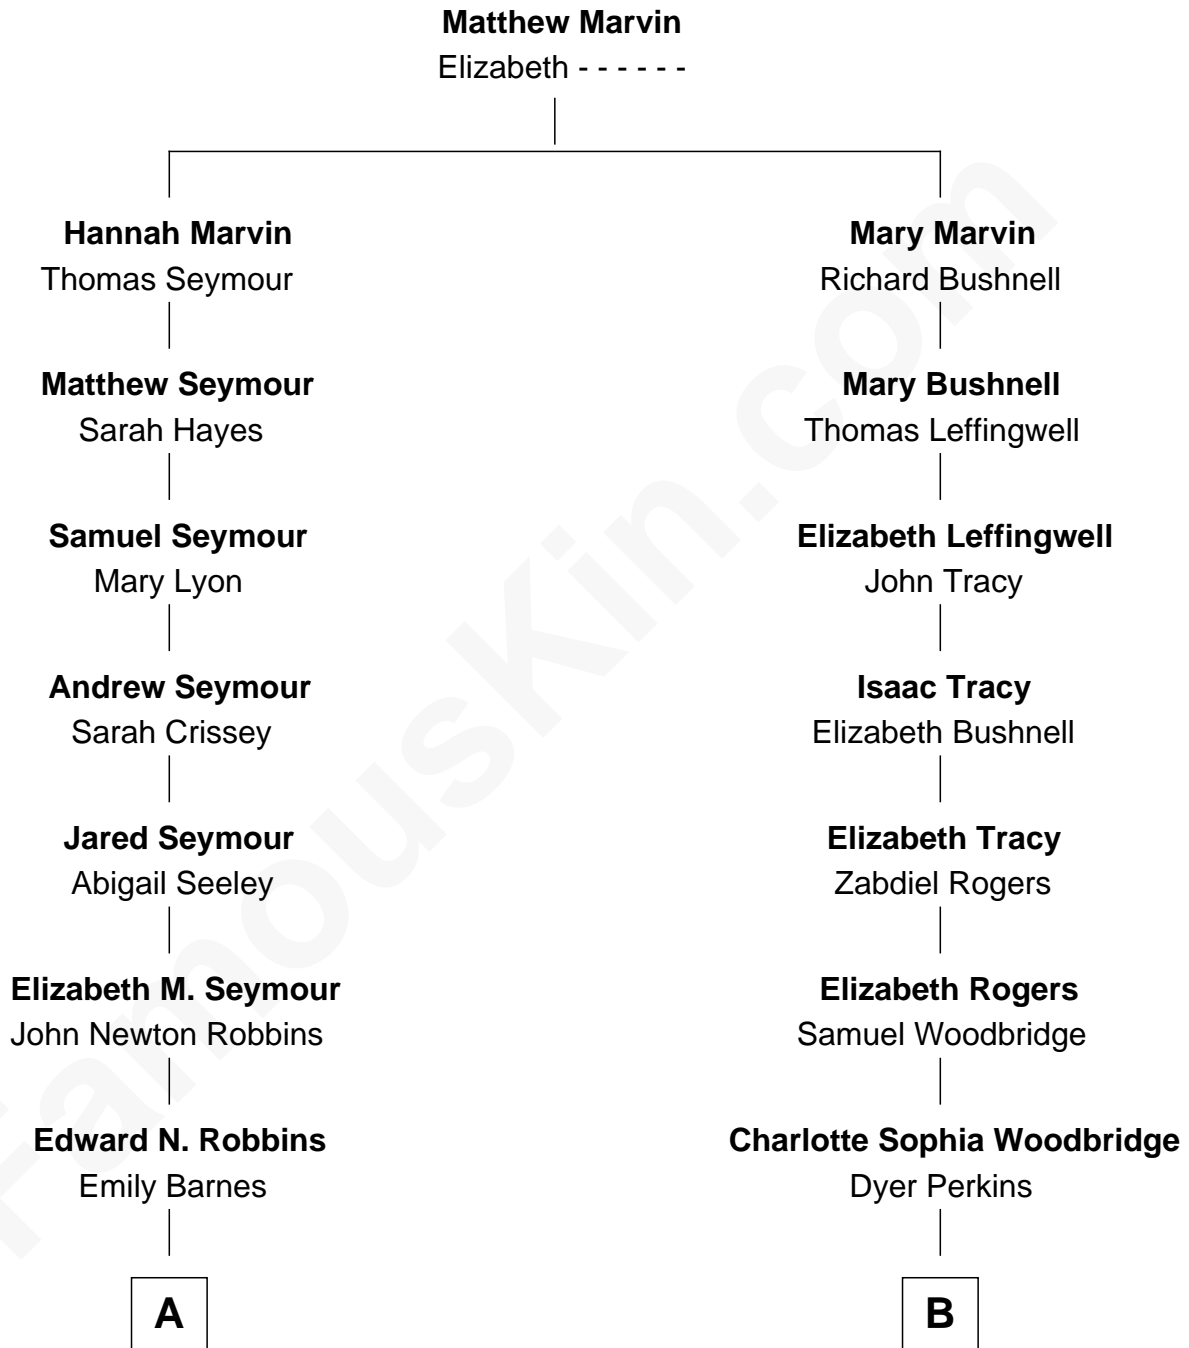 Matthew Marvin
Elizabeth - - - - - -
Hannah Marvin
Thomas Seymour
Mary Marvin
Richard Bushnell
Matthew Seymour
Sarah Hayes
Mary Bushnell
Thomas Leffingwell
Samuel Seymour
Mary Lyon
Elizabeth Leffingwell
John Tracy
Andrew Seymour
Sarah Crissey
Isaac Tracy
Elizabeth Bushnell
Jared Seymour
Abigail Seeley
Elizabeth Tracy
Zabdiel Rogers
Elizabeth M. Seymour
John Newton Robbins
Elizabeth Rogers
Samuel Woodbridge
Edward N. Robbins
Emily Barnes
Charlotte Sophia Woodbridge
Dyer Perkins
A
B
FamousKin.com